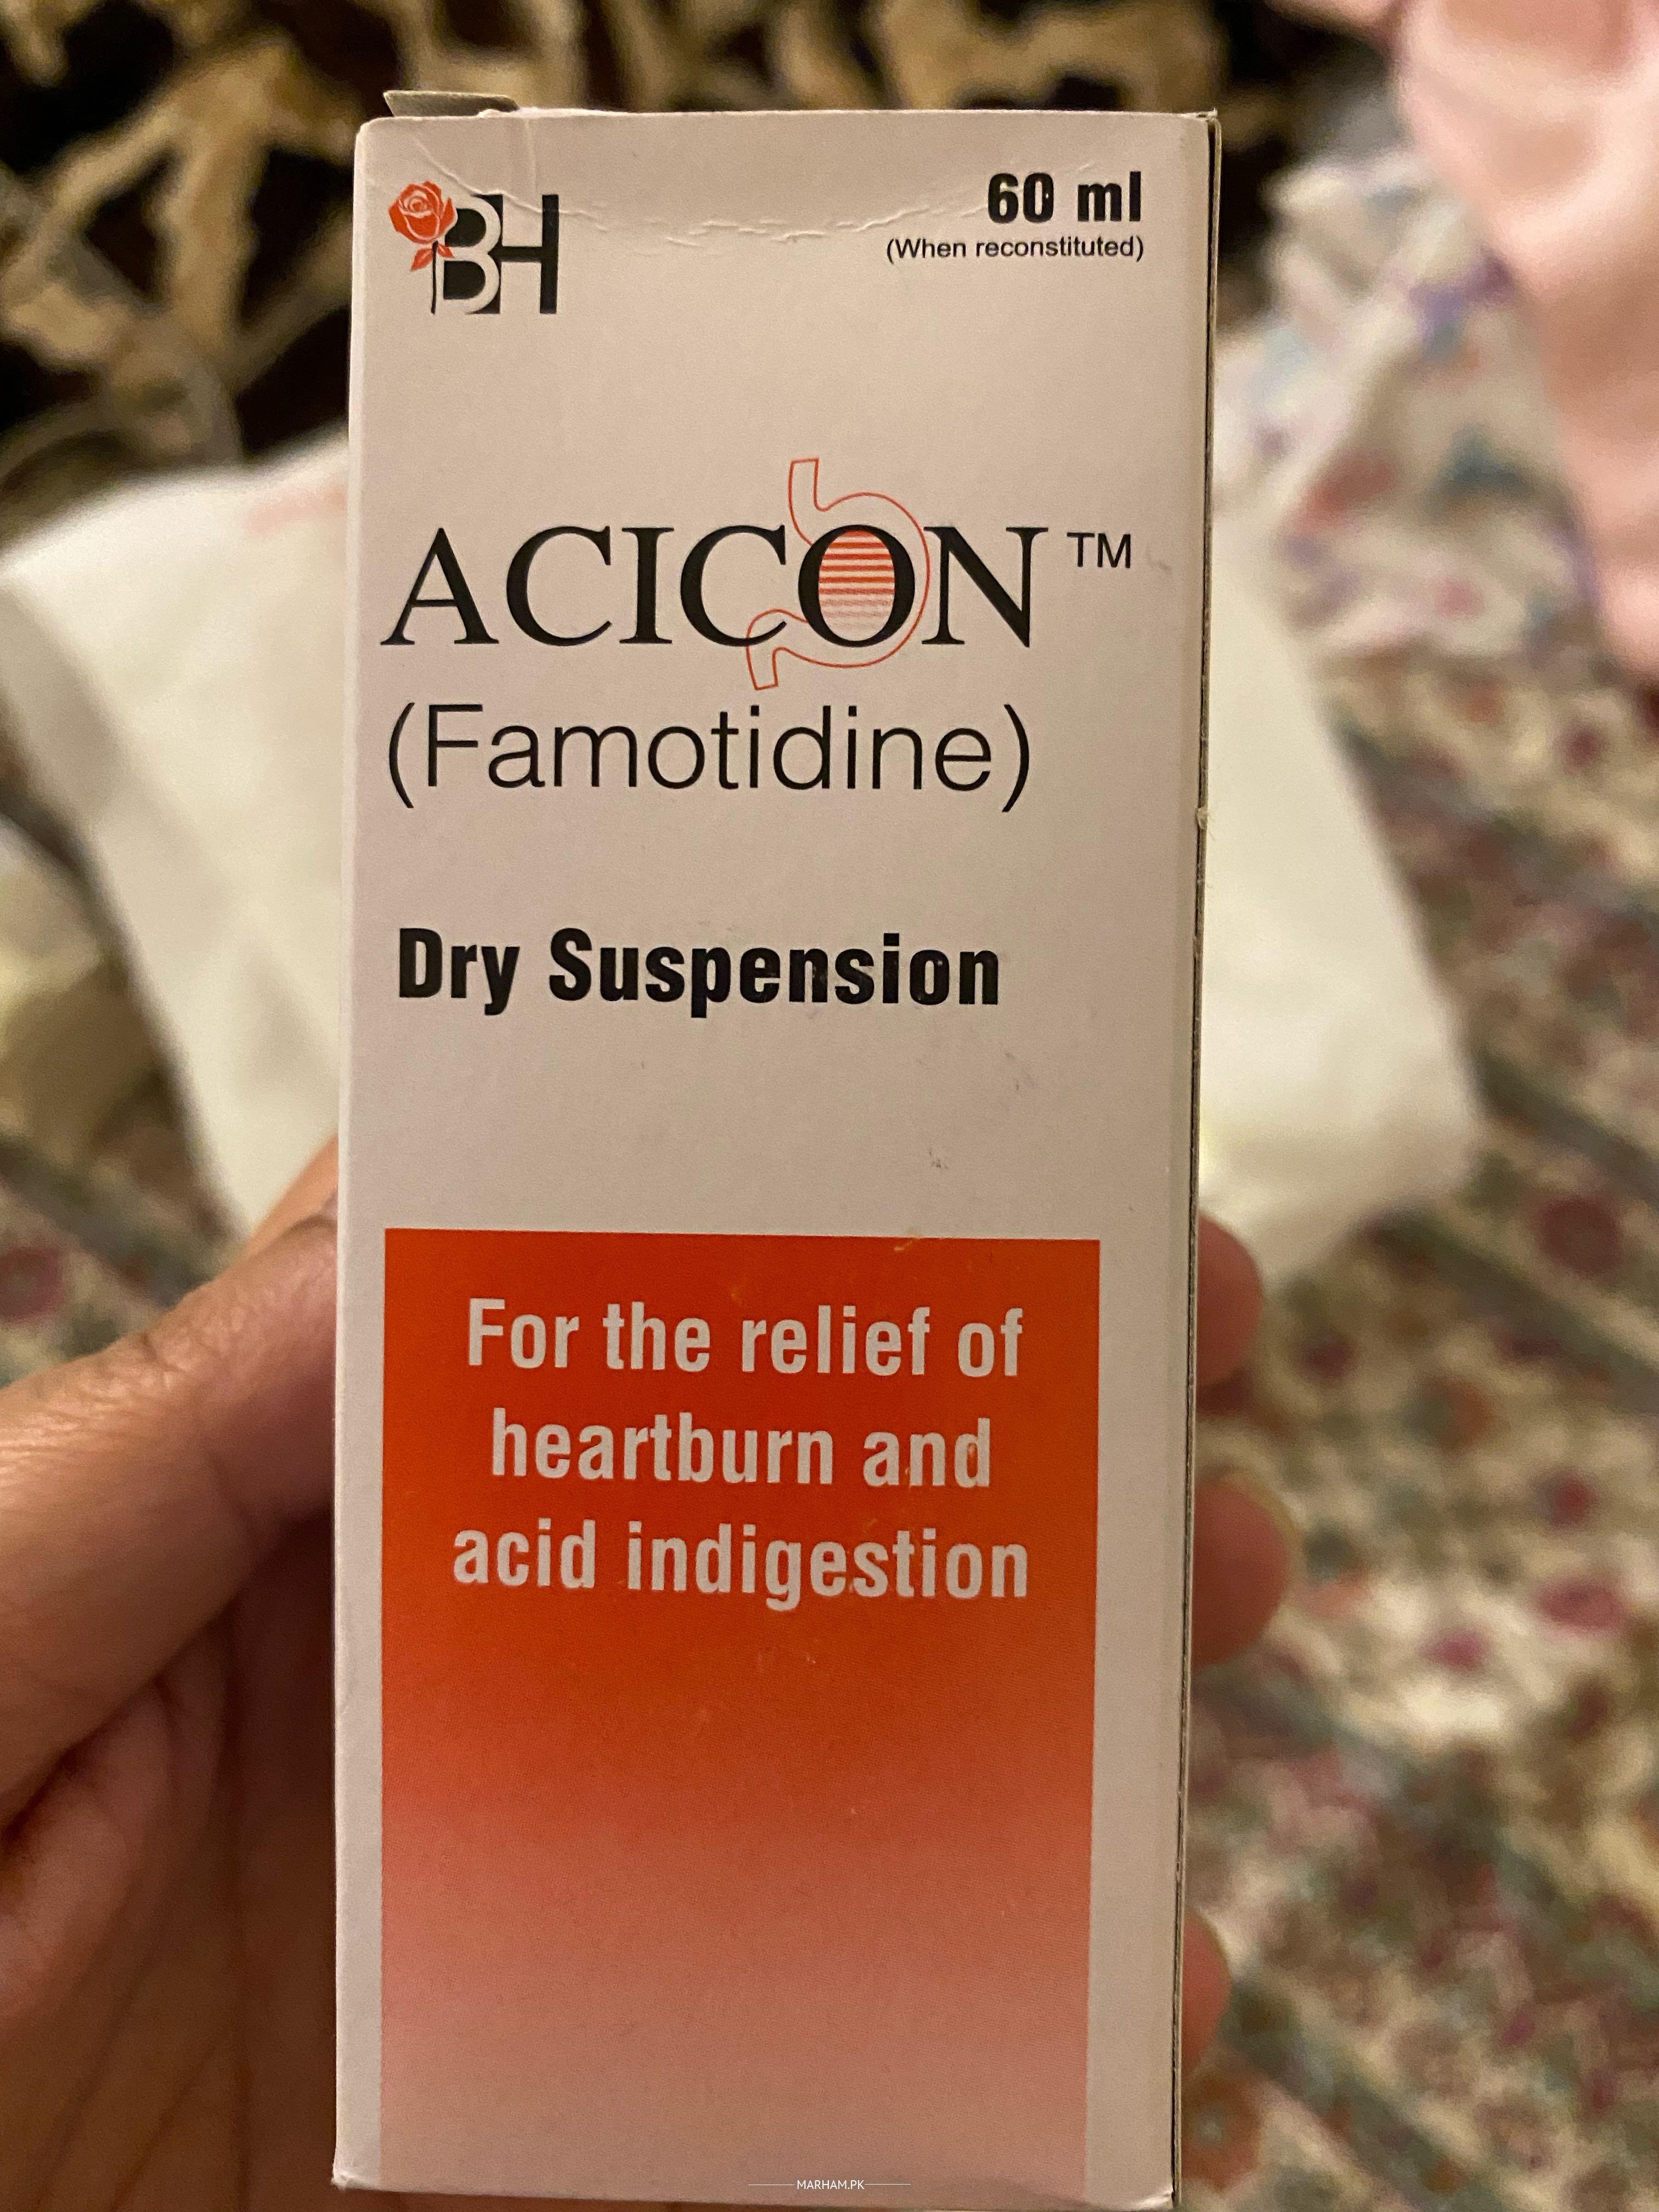 BH
60 ml
(When reconstituted)
ACICON™
(Famotidine)
Dry Suspension
For the relief of
heartburn and
acid indigestion
MARHAM.PK